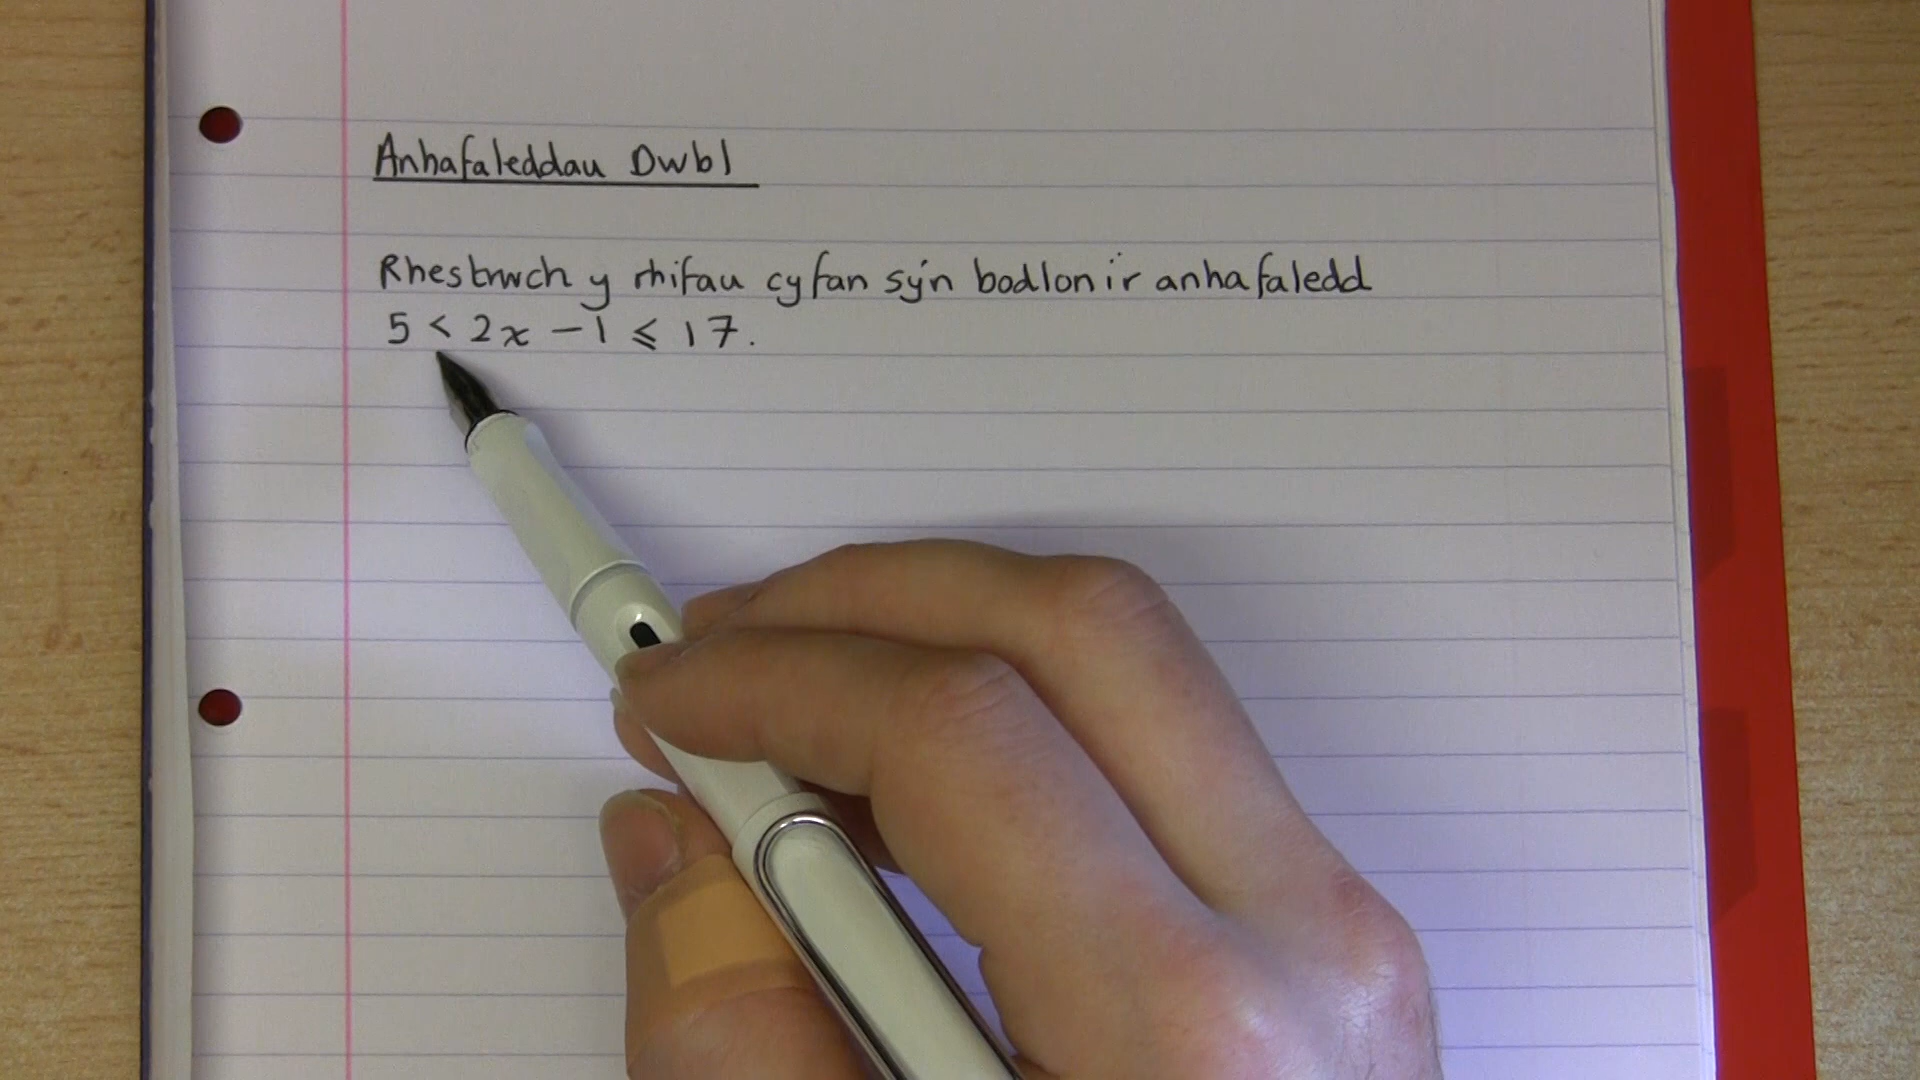 Anhafaleddau Dwbl
Rhestrwch y rhifau cyfan sy'n bodloni'r anhafaledd
5 < 2x - 1 ⩽ 17.